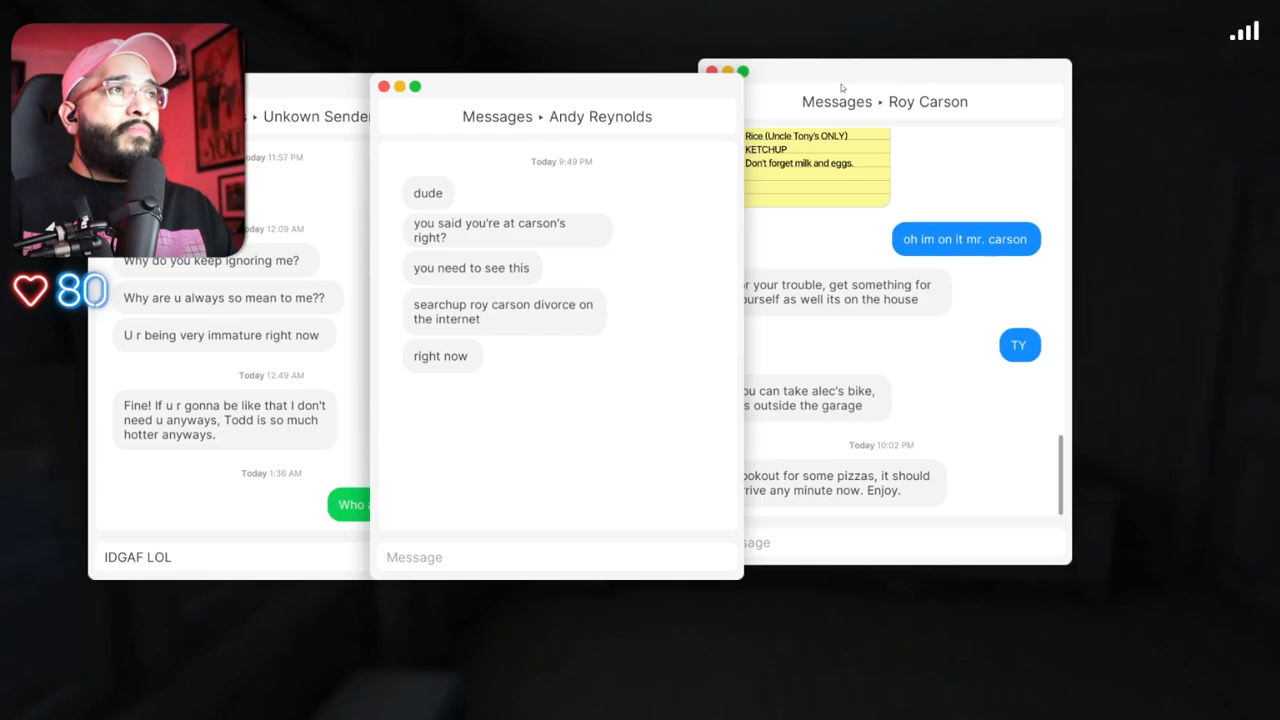 Unkown Sender
oday 11:57 PM
oday 12:09 AM
Why do you keep ignoring me?
Why are u always so mean to me??
U r being very immature right now
Today 12:49 AM
Fine! If u r gonna be like that I don't
need u anyways, Todd is so much
hotter anyways.
Today 1:36 AM
Who
IDGAF LOL
80
Messages ▸ Andy Reynolds
Today 9:49 PM
dude
you said you're at carson's
right?
you need to see this
searchup roy carson divorce on
the internet
right now
Message
Messages ▸ Roy Carson
Rice (Uncle Tony's ONLY)
KETCHUP
Don't forget milk and eggs.
oh im on it mr. carson
r your trouble, get something for
ourself as well its on the house
TY
ou can take alec's bike,
s outside the garage
Today 10:02 PM
ookout for some pizzas, it should
rrive any minute now. Enjoy.
sage